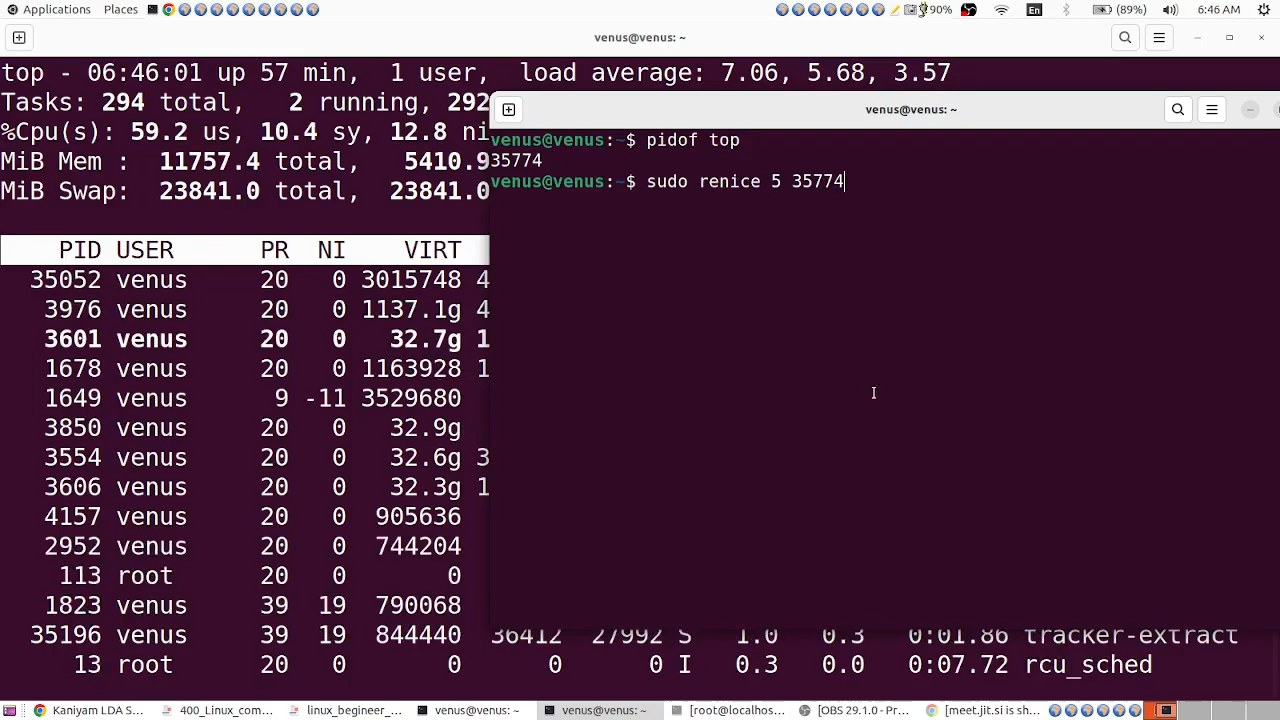 Applications Places 90% En (89%) 6:46 AM
venus@venus: ~
top - 06:46:01 up 57 min, 1 user, load average: 7.06, 5.68, 3.57
Tasks: 294 total, 2 running, 292
%Cpu(s): 59.2 us, 10.4 sy, 12.8 ni
MiB Mem : 11757.4 total, 5410.9
MiB Swap: 23841.0 total, 23841.0
PID USER PR NI VIRT
35052 venus 20 0 3015748 4
3976 venus 20 0 1137.1g 4
3601 venus 20 0 32.7g 1
1678 venus 20 0 1163928 1
1649 venus 9 -11 3529680
3850 venus 20 0 32.9g
3554 venus 20 0 32.6g 3
3606 venus 20 0 32.3g 1
4157 venus 20 0 905636
2952 venus 20 0 744204
113 root 20 0 0
1823 venus 39 19 790068
35196 venus 39 19 844440 36412 27992 S 1.0 0.3 0:01.86 tracker-extract
13 root 20 0 0 0 0 I 0.3 0.0 0:07.72 rcu_sched
venus@venus: ~
venus@venus:~$ pidof top
35774
venus@venus:~$ sudo renice 5 35774
Kaniyam LDA S... 400_Linux_com... linux_begineer_... venus@venus: ~ venus@venus: ~ [root@localhos... [OBS 29.1.0 - Pr... [meet.jit.si is sh...